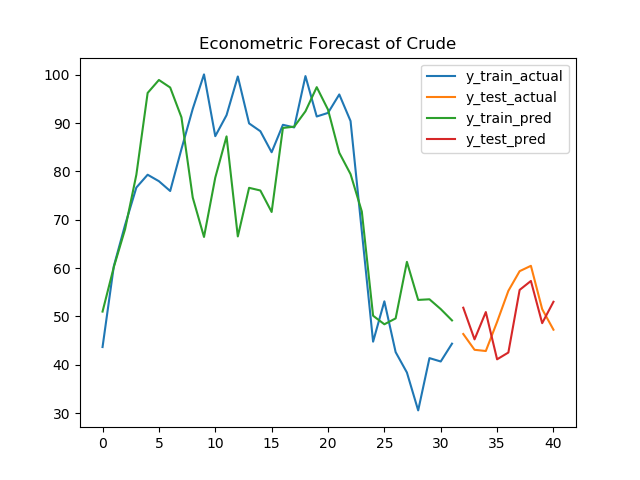 Econometric Forecast of Crude
y_train_actual
y_test_actual
y_train_pred
y_test_pred
100
90
80
70
60
50
40
30
0 5 10 15 20 25 30 35 40